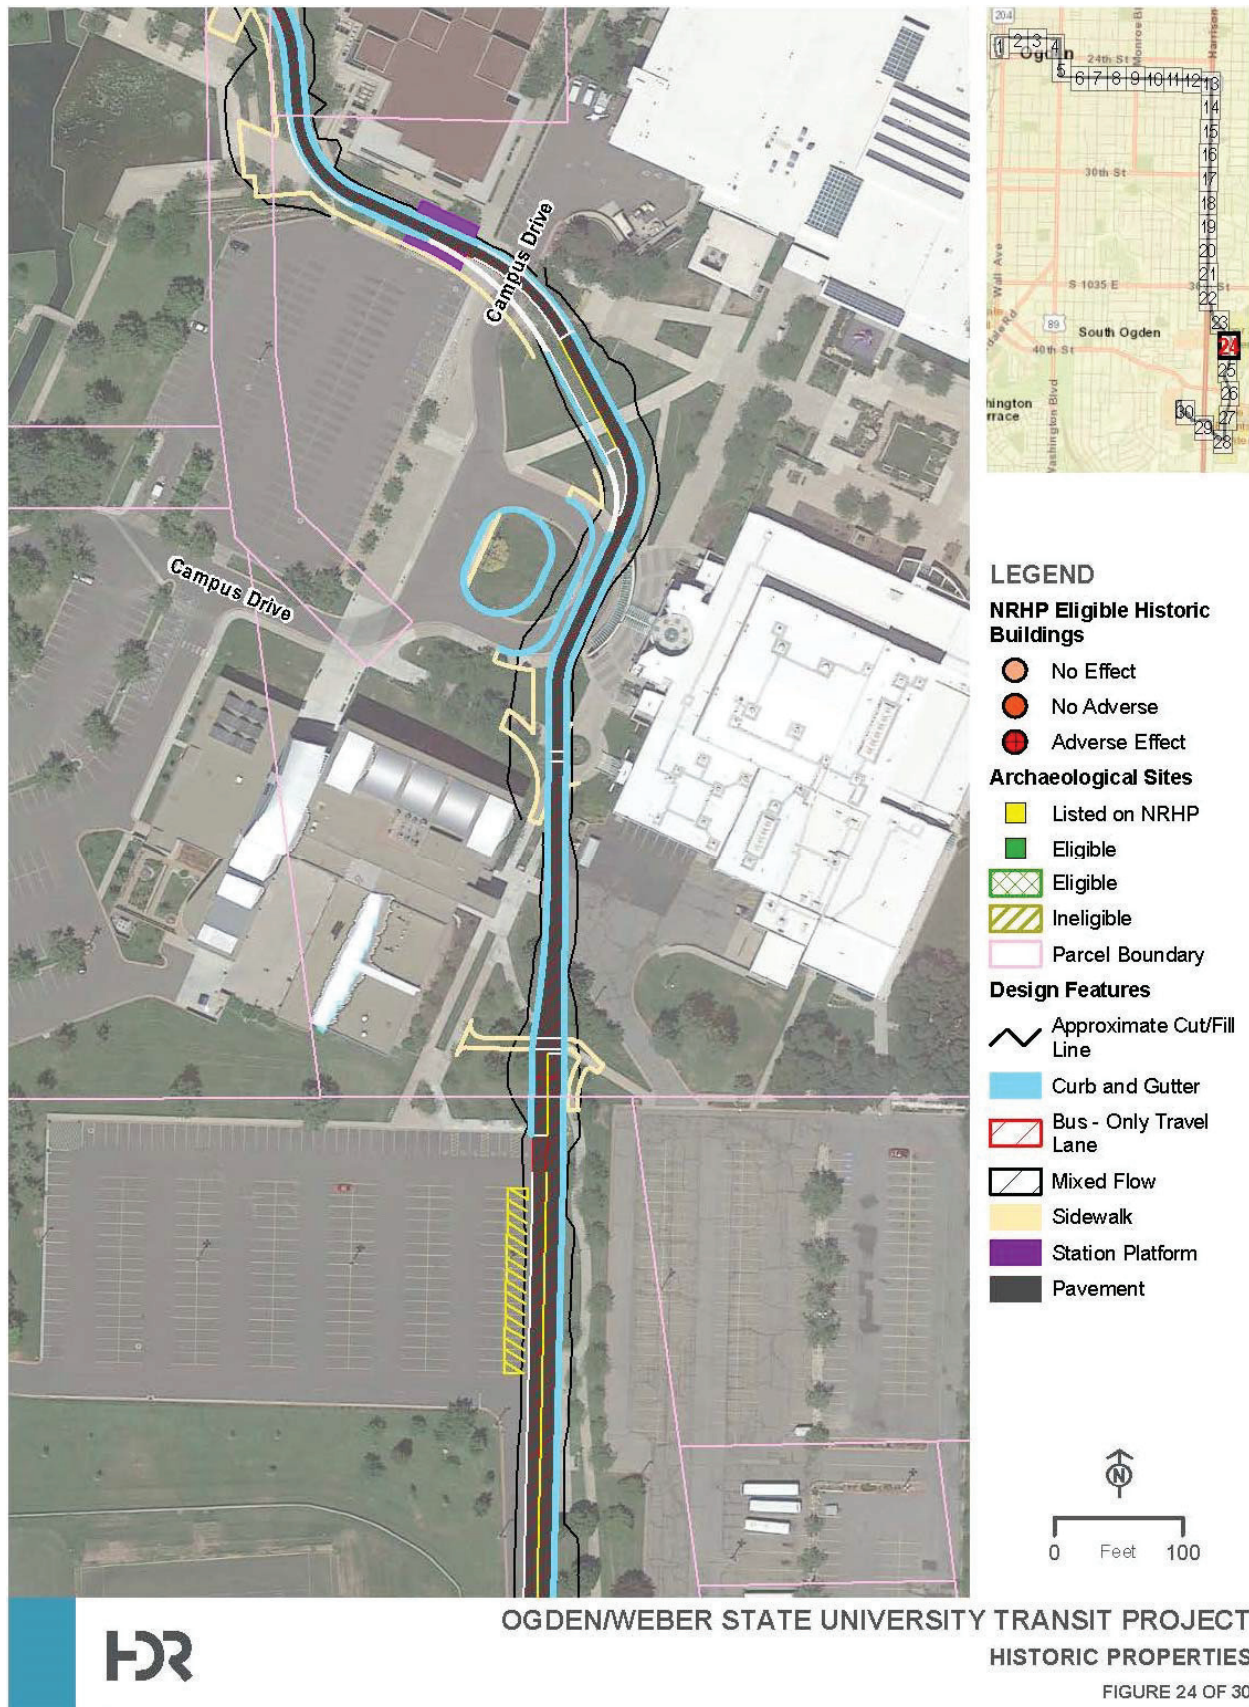 Campus Drive
Campus Drive
204
Ogden
24th St
Harrison
30th St
Wall Ave
S 1035 E
89
South Ogden
40th St
Washington Blvd
1
2
3
4
5
6
7
8
9
10
11
12
13
14
15
16
17
18
19
20
21
22
23
24
25
26
27
28
29
30
LEGEND
NRHP Eligible Historic
Buildings
No Effect
No Adverse
Adverse Effect
Archaeological Sites
Listed on NRHP
Eligible
Eligible
Ineligible
Parcel Boundary
Design Features
Approximate Cut/Fill
Line
Curb and Gutter
Bus - Only Travel
Lane
Mixed Flow
Sidewalk
Station Platform
Pavement
N
0 Feet 100
HDR
OGDEN/WEBER STATE UNIVERSITY TRANSIT PROJECT
HISTORIC PROPERTIES
FIGURE 24 OF 30